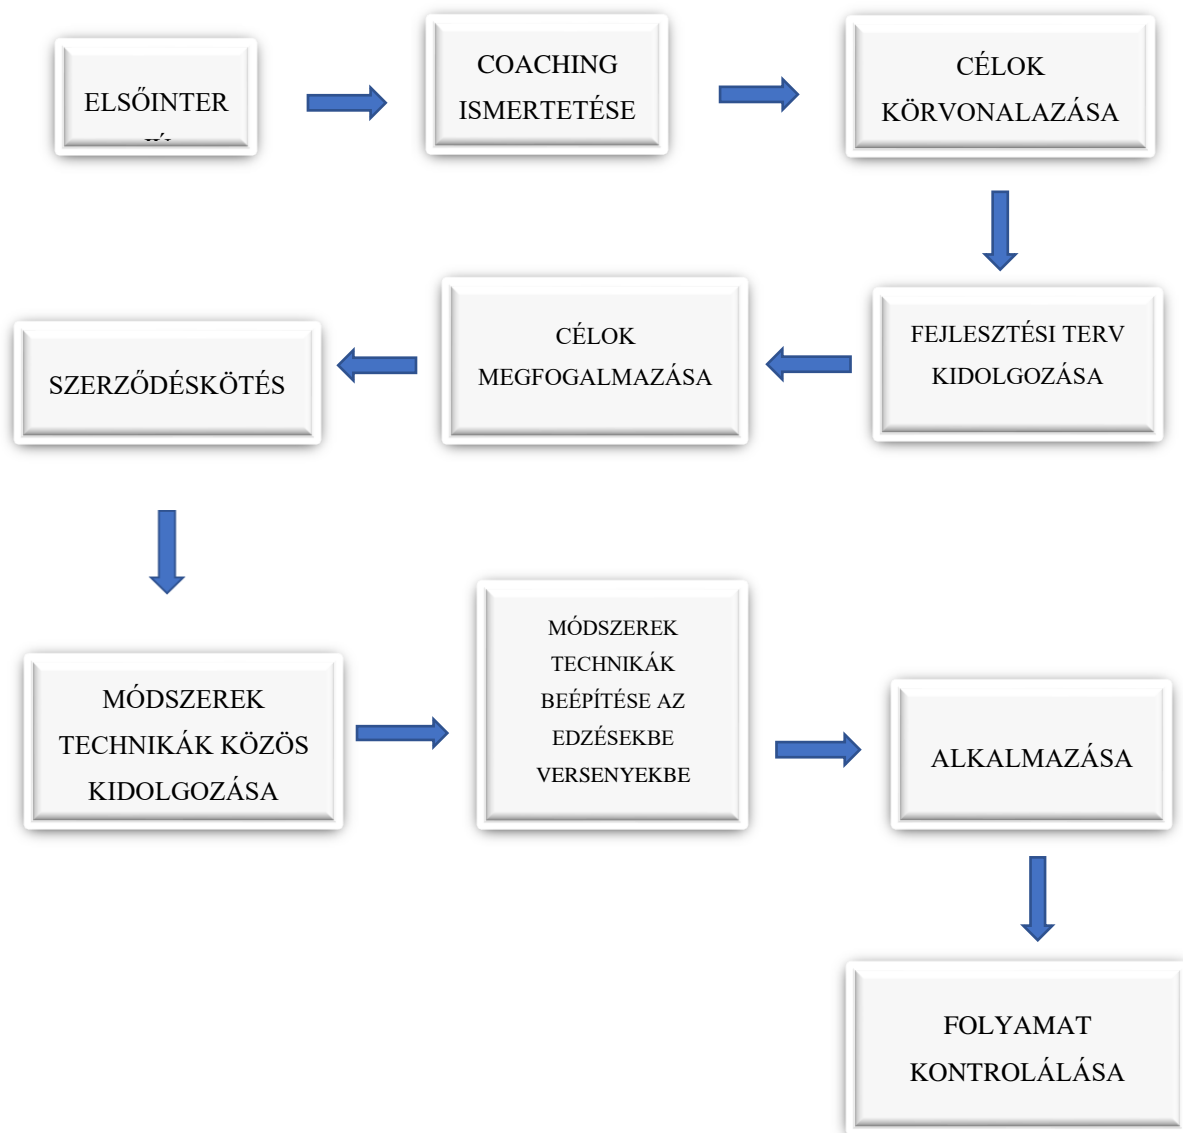 ELSŐINTER
COACHING
ISMERTETÉSE
CÉLOK
KÖRVONALAZÁSA
FEJLESZTÉSI TERV
KIDOLGOZÁSA
CÉLOK
MEGFOGALMAZÁSA
SZERZŐDÉSKÖTÉS
MÓDSZEREK
TECHNIKÁK KÖZÖS
KIDOLGOZÁSA
MÓDSZEREK
TECHNIKÁK
BEÉPÍTÉSE AZ
EDZÉSEKBE
VERSENYEKBE
ALKALMAZÁSA
FOLYAMAT
KONTROLÁLÁSA